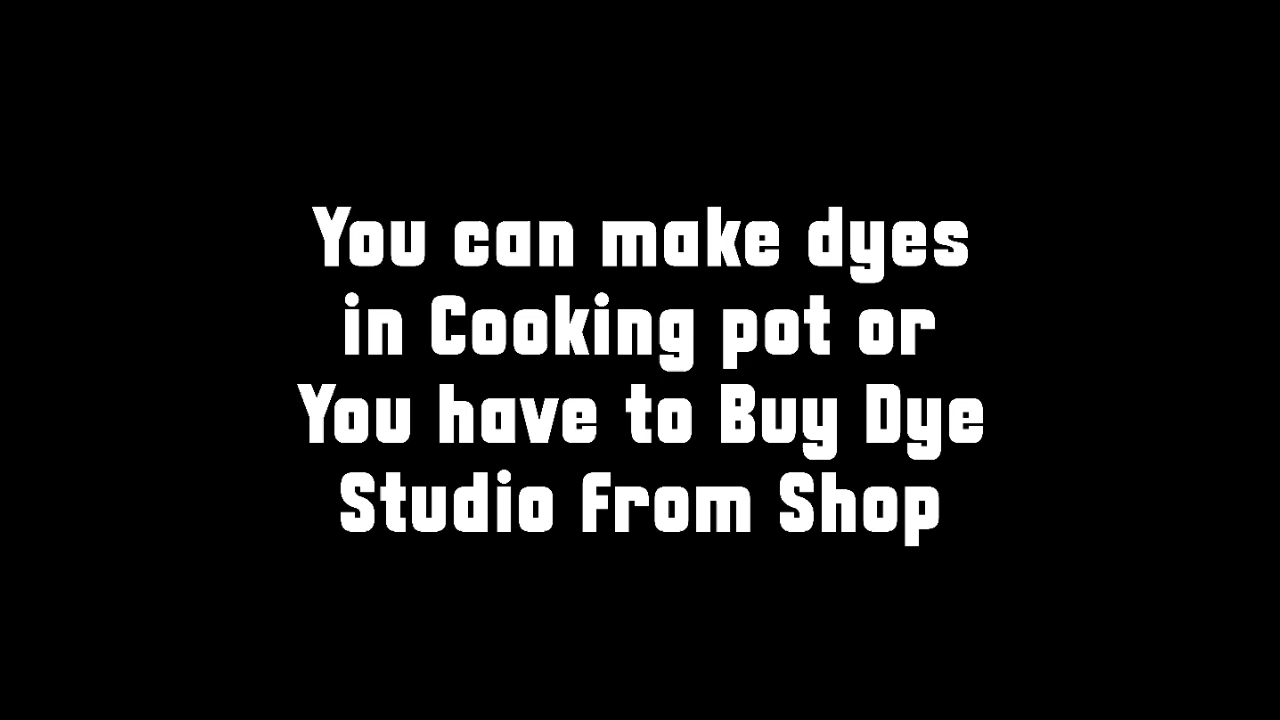 You can make dyes
in Cooking pot or
You have to Buy Dye
Studio From Shop